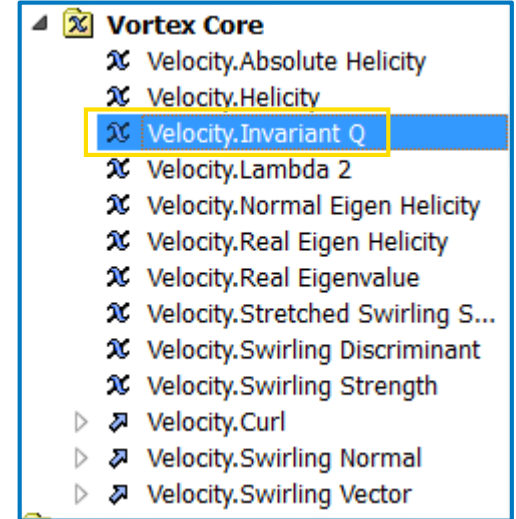 Vortex Core
Velocity.Absolute Helicity
Velocity.Helicity
Velocity.Invariant Q
Velocity.Lambda 2
Velocity.Normal Eigen Helicity
Velocity.Real Eigen Helicity
Velocity.Real Eigenvalue
Velocity.Stretched Swirling S...
Velocity.Swirling Discriminant
Velocity.Swirling Strength
Velocity.Curl
Velocity.Swirling Normal
Velocity.Swirling Vector